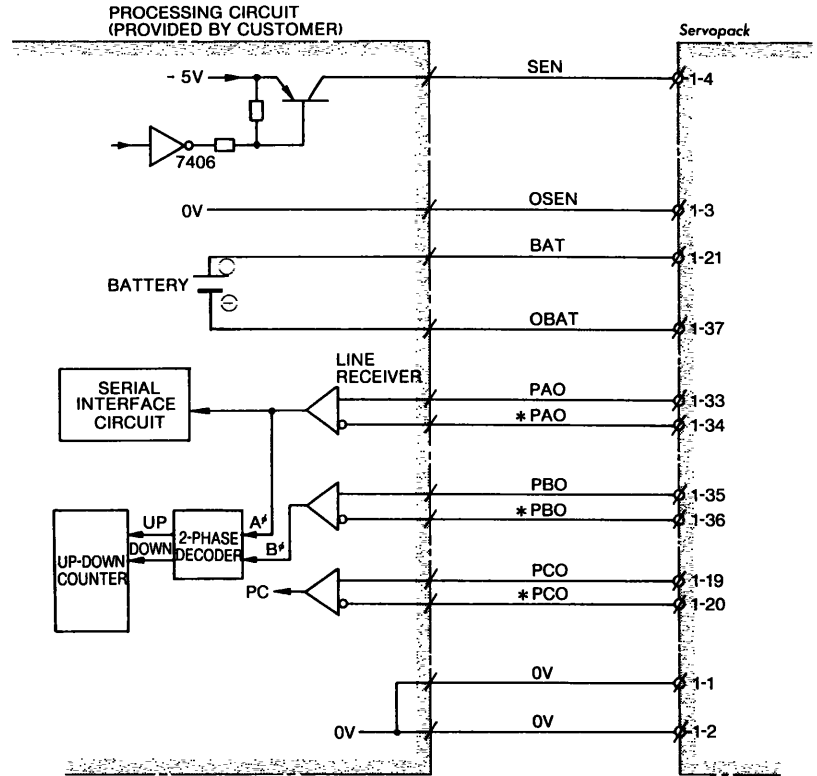 PROCESSING CIRCUIT
(PROVIDED BY CUSTOMER)
Servopack
- 5V
SEN
1-4
7406
0V
OSEN
1-3
BAT
1-21
BATTERY
OBAT
1-37
LINE
RECEIVER
SERIAL
INTERFACE
CIRCUIT
PAO
1-33
*PAO
1-34
PBO
1-35
*PBO
1-36
UP
DOWN
2-PHASE
DECODER
Aφ
Bφ
UP-DOWN
COUNTER
PCO
1-19
PC
*PCO
1-20
0V
1-1
0V
0V
1-2